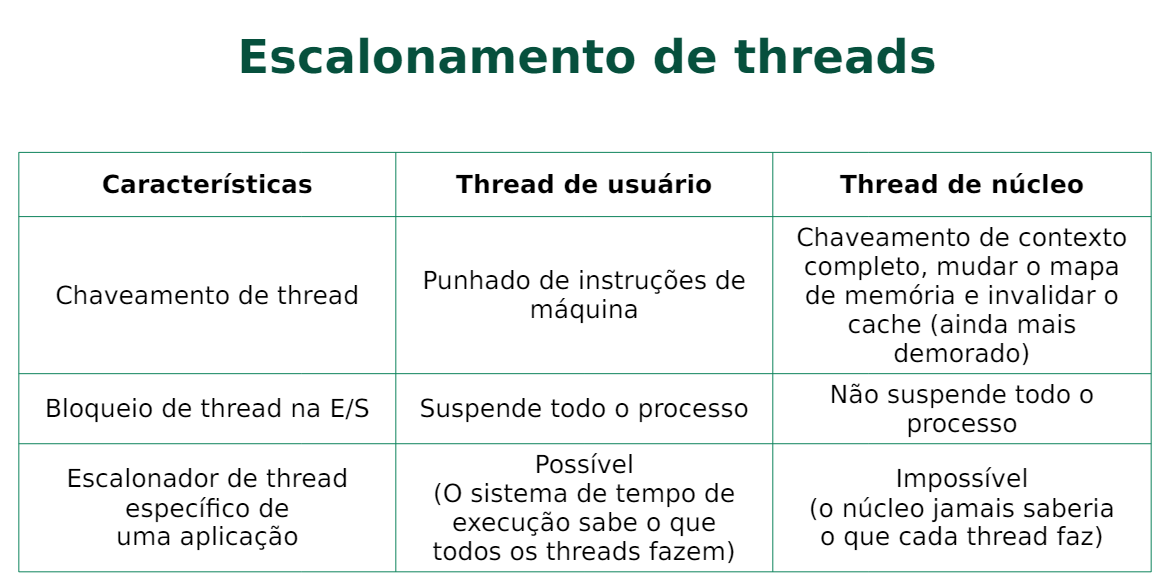 Escalonamento de threads
Características
Thread de usuário
Thread de núcleo
Chaveamento de thread
Punhado de instruções de
máquina
Chaveamento de contexto
completo, mudar o mapa
de memória e invalidar o
cache (ainda mais
demorado)
Bloqueio de thread na E/S
Suspende todo o processo
Não suspende todo o
processo
Escalonador de thread
específico de
uma aplicação
Possível
(O sistema de tempo de
execução sabe o que
todos os threads fazem)
Impossível
(o núcleo jamais saberia
o que cada thread faz)